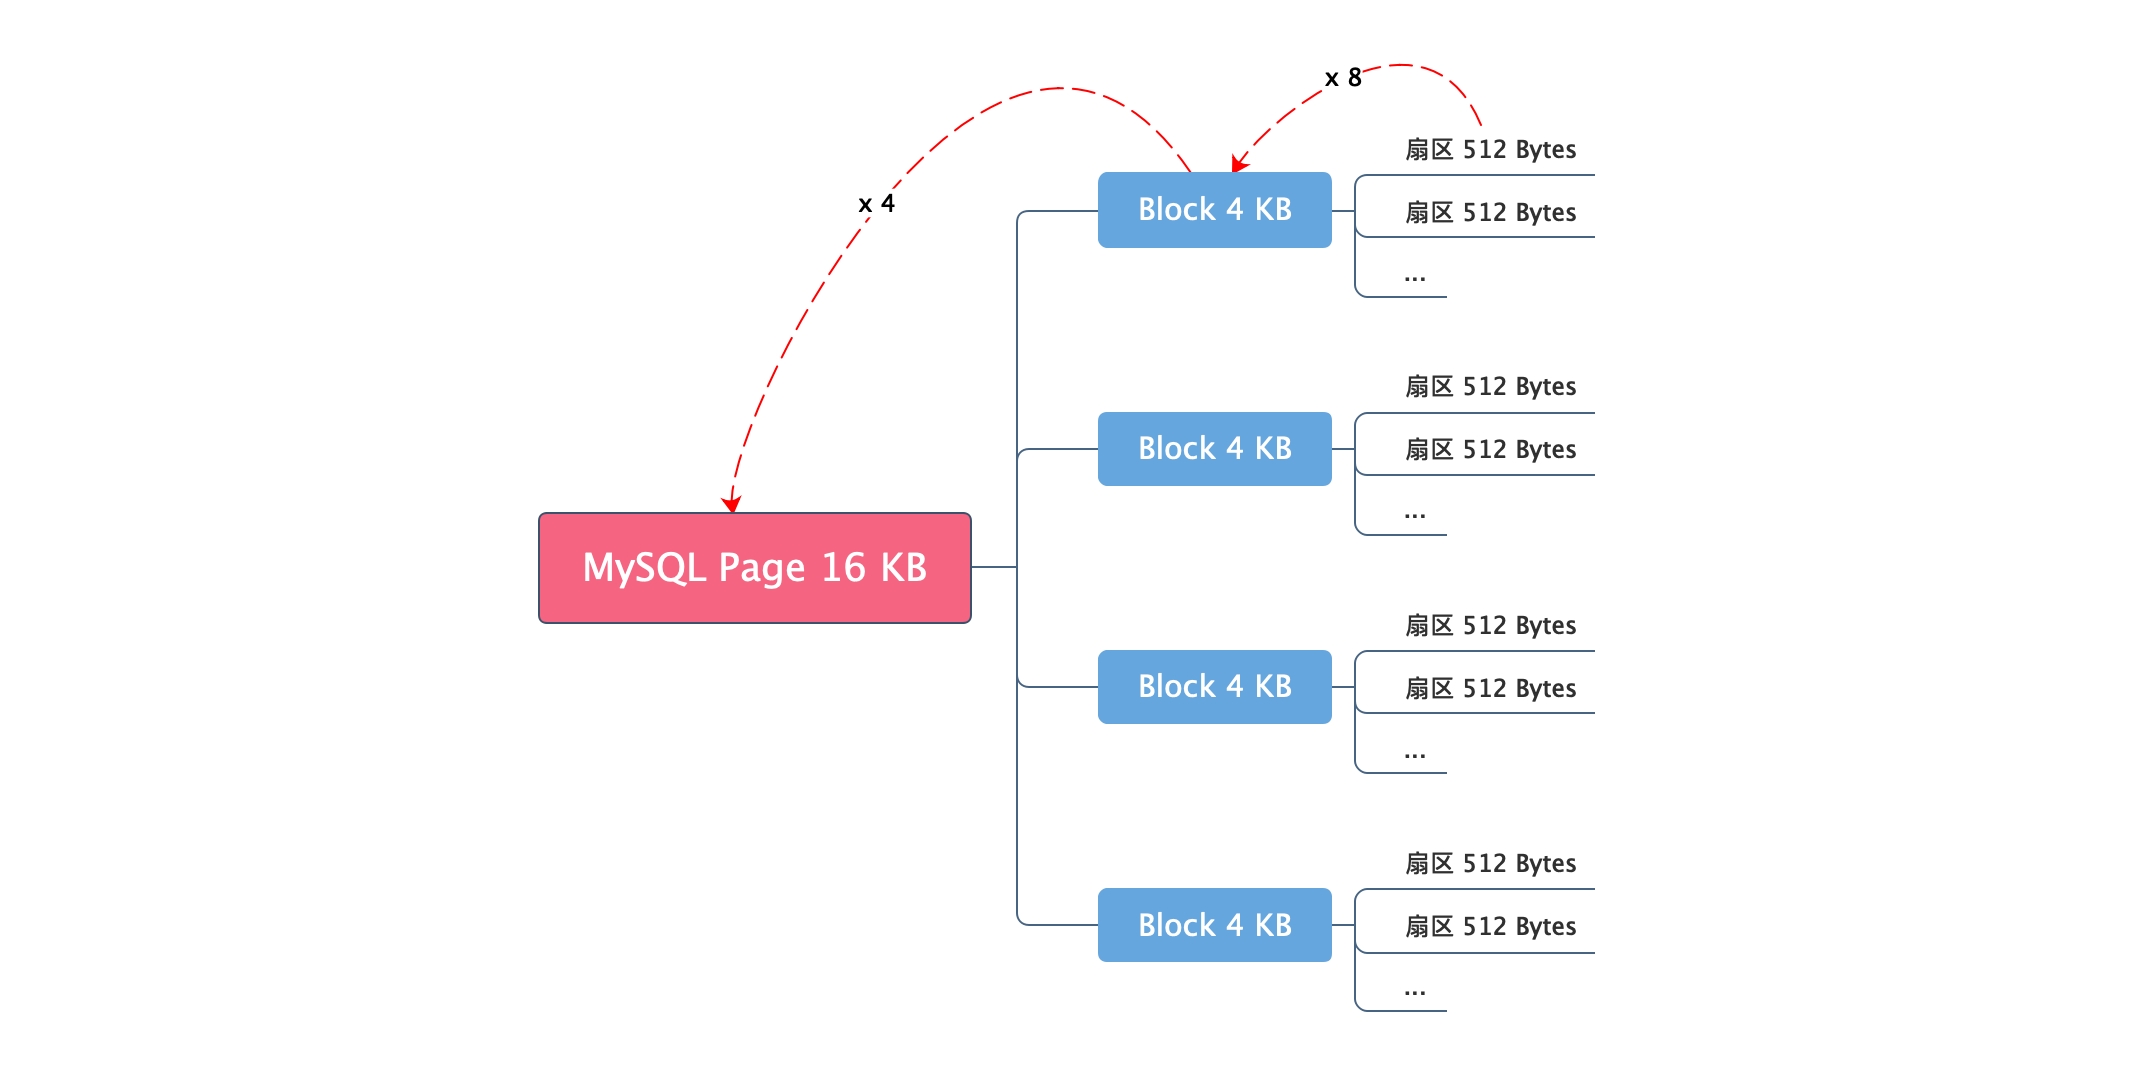 x 8
扇区 512 Bytes
x 4
Block 4 KB
扇区 512 Bytes
...
扇区 512 Bytes
Block 4 KB
扇区 512 Bytes
...
MySQL Page 16 KB
扇区 512 Bytes
Block 4 KB
扇区 512 Bytes
...
扇区 512 Bytes
Block 4 KB
扇区 512 Bytes
...